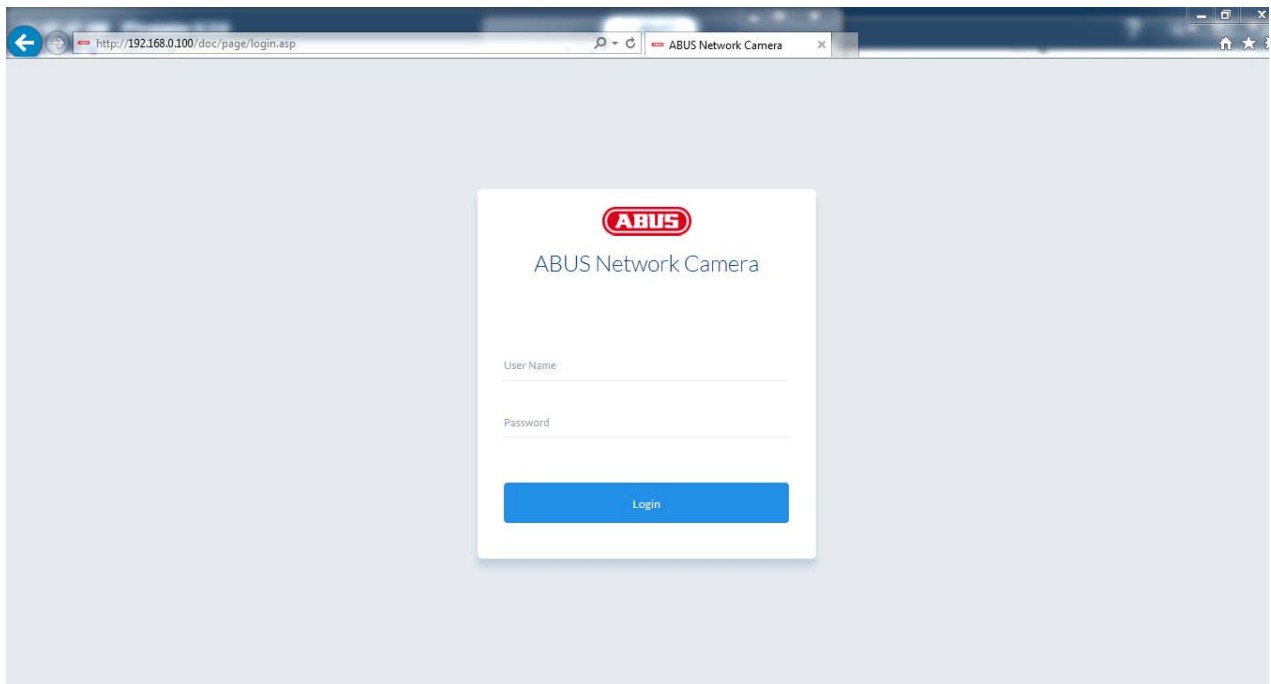 http://192.168.0.100/doc/page/login.asp
ABUS Network Camera
ABUS
ABUS Network Camera
User Name
Password
Login